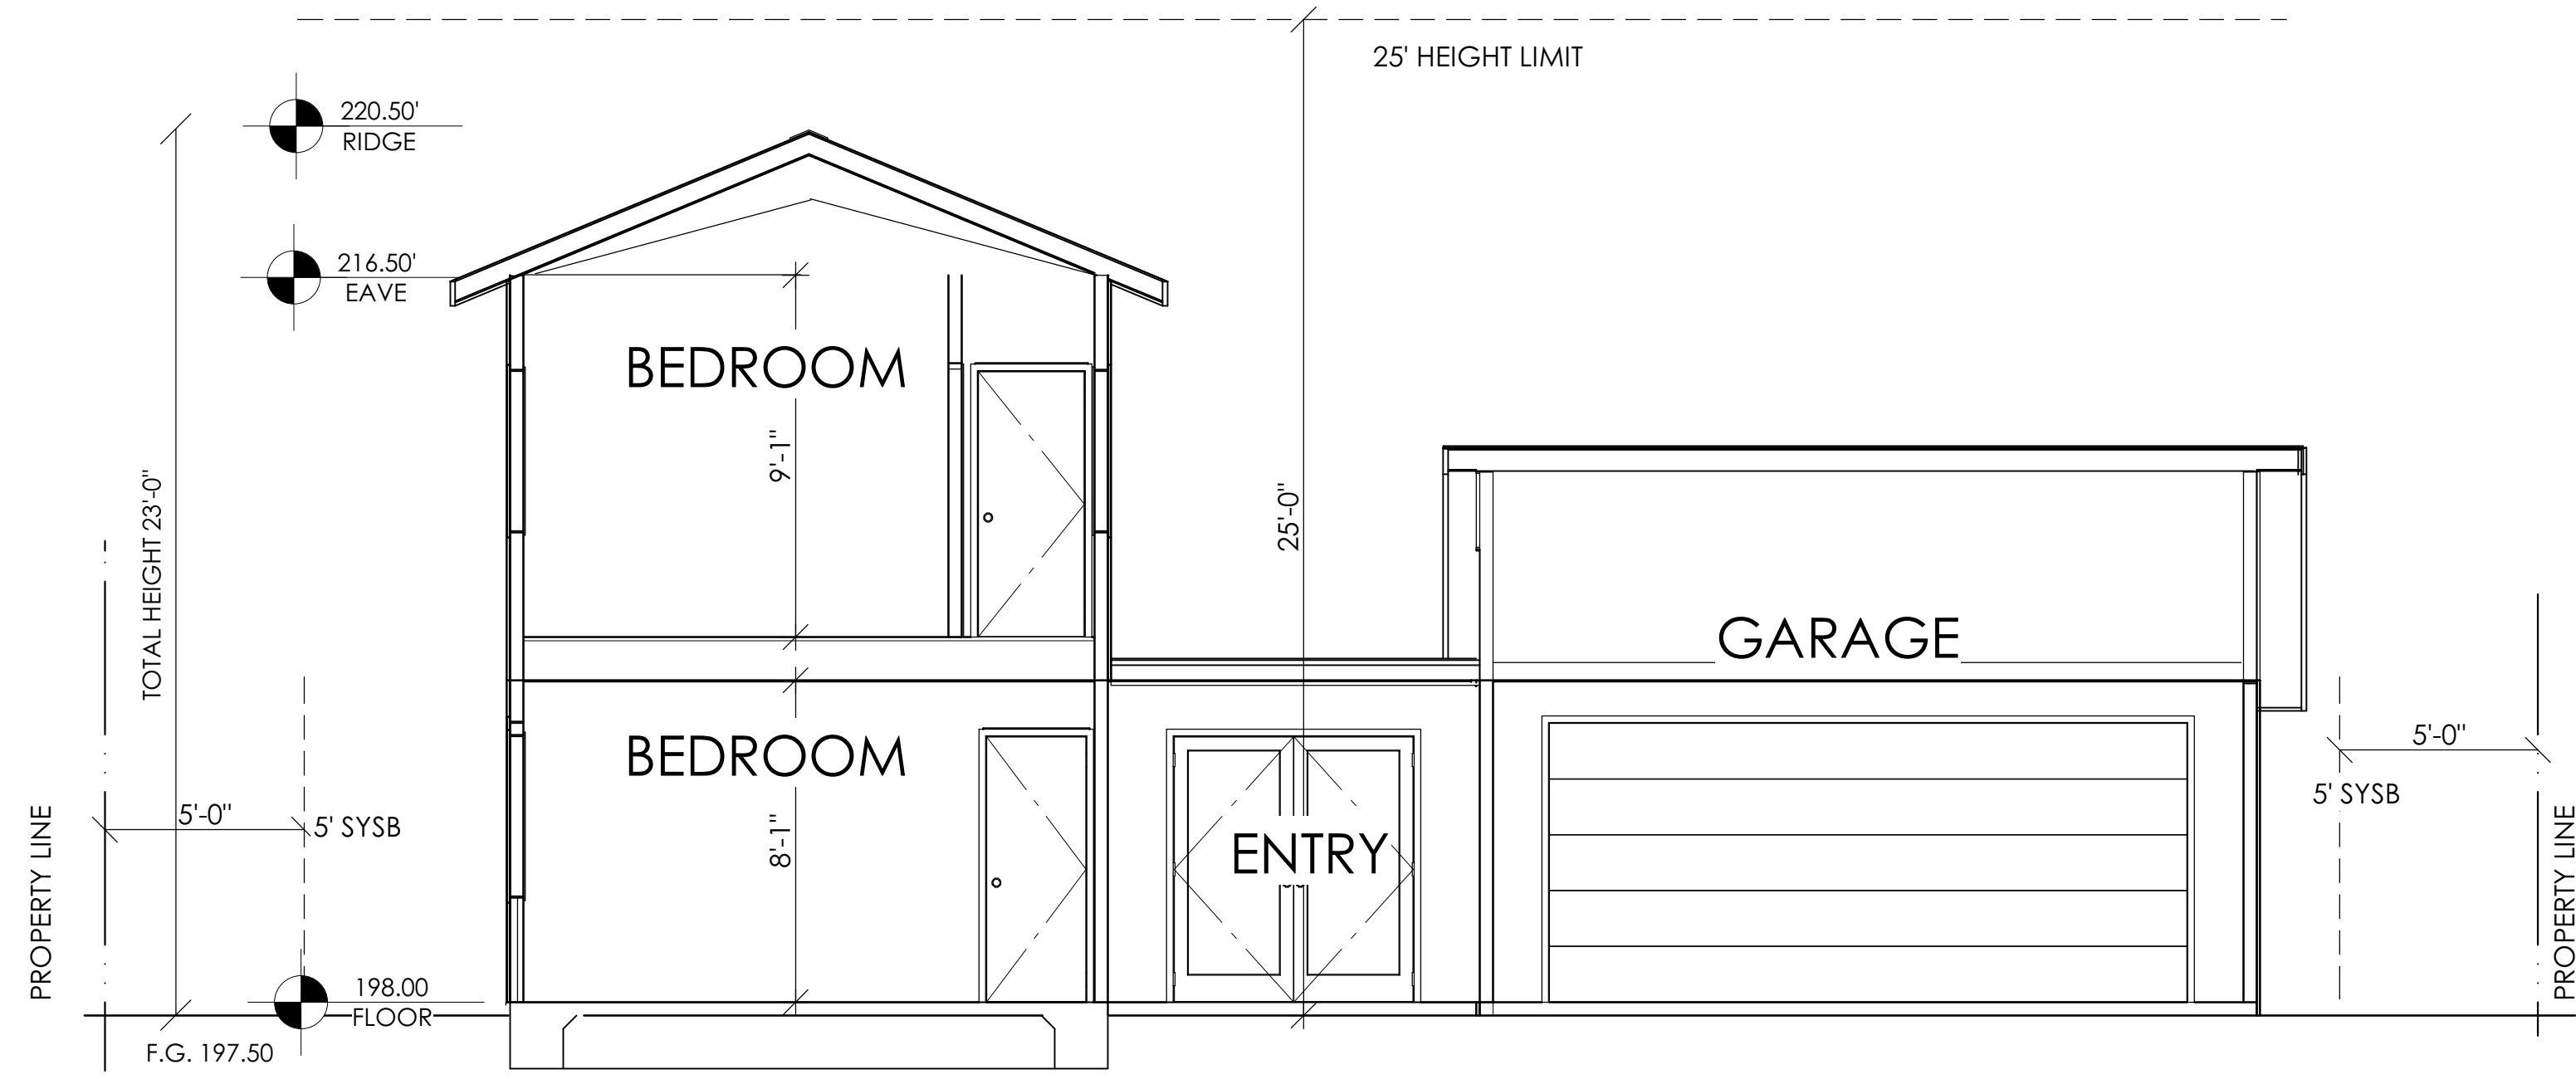 25' HEIGHT LIMIT
220.50'
RIDGE
216.50'
EAVE
BEDROOM
9'-1"
TOTAL HEIGHT 23'-0"
25'-0"
GARAGE
5'-0"
5' SYSB
BEDROOM
8'-1"
ENTRY
5'-0"
5' SYSB
PROPERTY LINE
PROPERTY LINE
198.00
FLOOR
F.G. 197.50